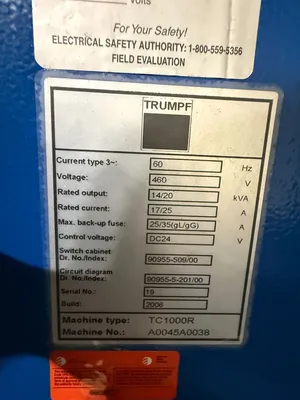 Volts
For Your Safety!
ELECTRICAL SAFETY AUTHORITY: 1-800-559-5356
FIELD EVALUATION
TRUMPF
Current type 3~: 60 Hz
Voltage: 460 V
Rated output: 14/20 kVA
Rated current: 17/25 A
Max. back-up fuse: 25/35(gL/gG) A
Control voltage: DC24 V
Switch cabinet
Dr. No./Index: 90955-509/00
Circuit diagram
Dr. No./Index: 90955-5-201/00
Serial No.: 19
Build: 2006
Machine type: TC1000R
Machine No.: A0045A0038